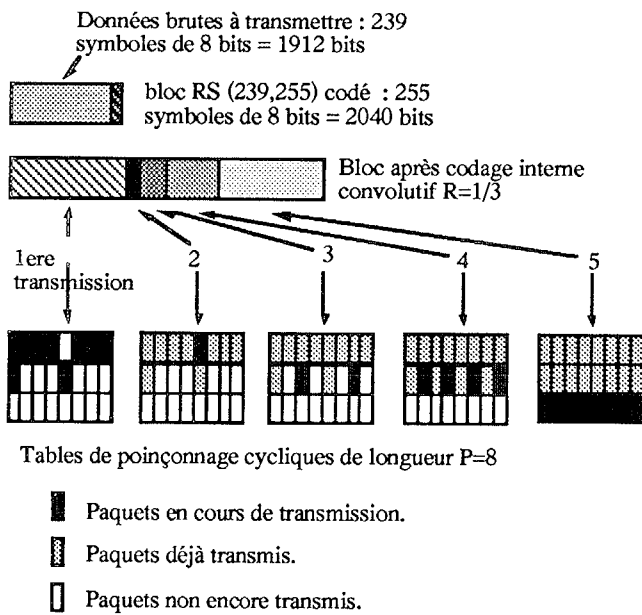 Données brutes à transmettre : 239
symboles de 8 bits = 1912 bits
bloc RS (239,255) codé : 255
symboles de 8 bits = 2040 bits
Bloc après codage interne
convolutif R=1/3
1ere
transmission
2
3
4
5
Tables de poinçonnage cycliques de longueur P=8
Paquets en cours de transmission.
Paquets déjà transmis.
Paquets non encore transmis.